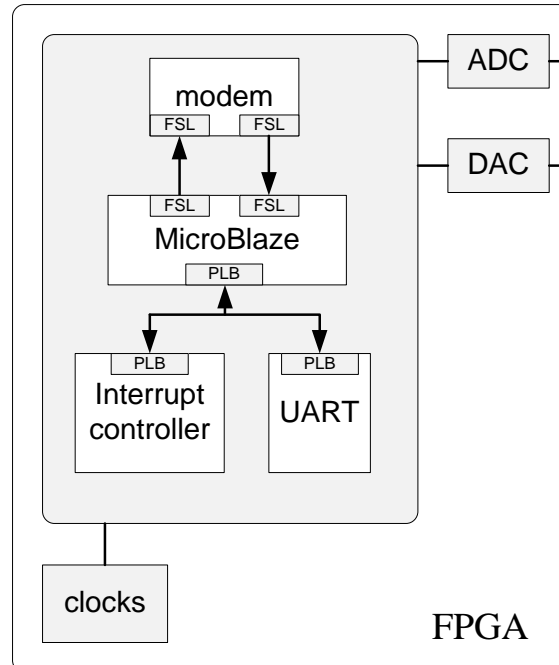 ADC
modem
FSL FSL
DAC
FSL FSL
MicroBlaze
PLB
PLB PLB
Interrupt
controller
UART
clocks
FPGA